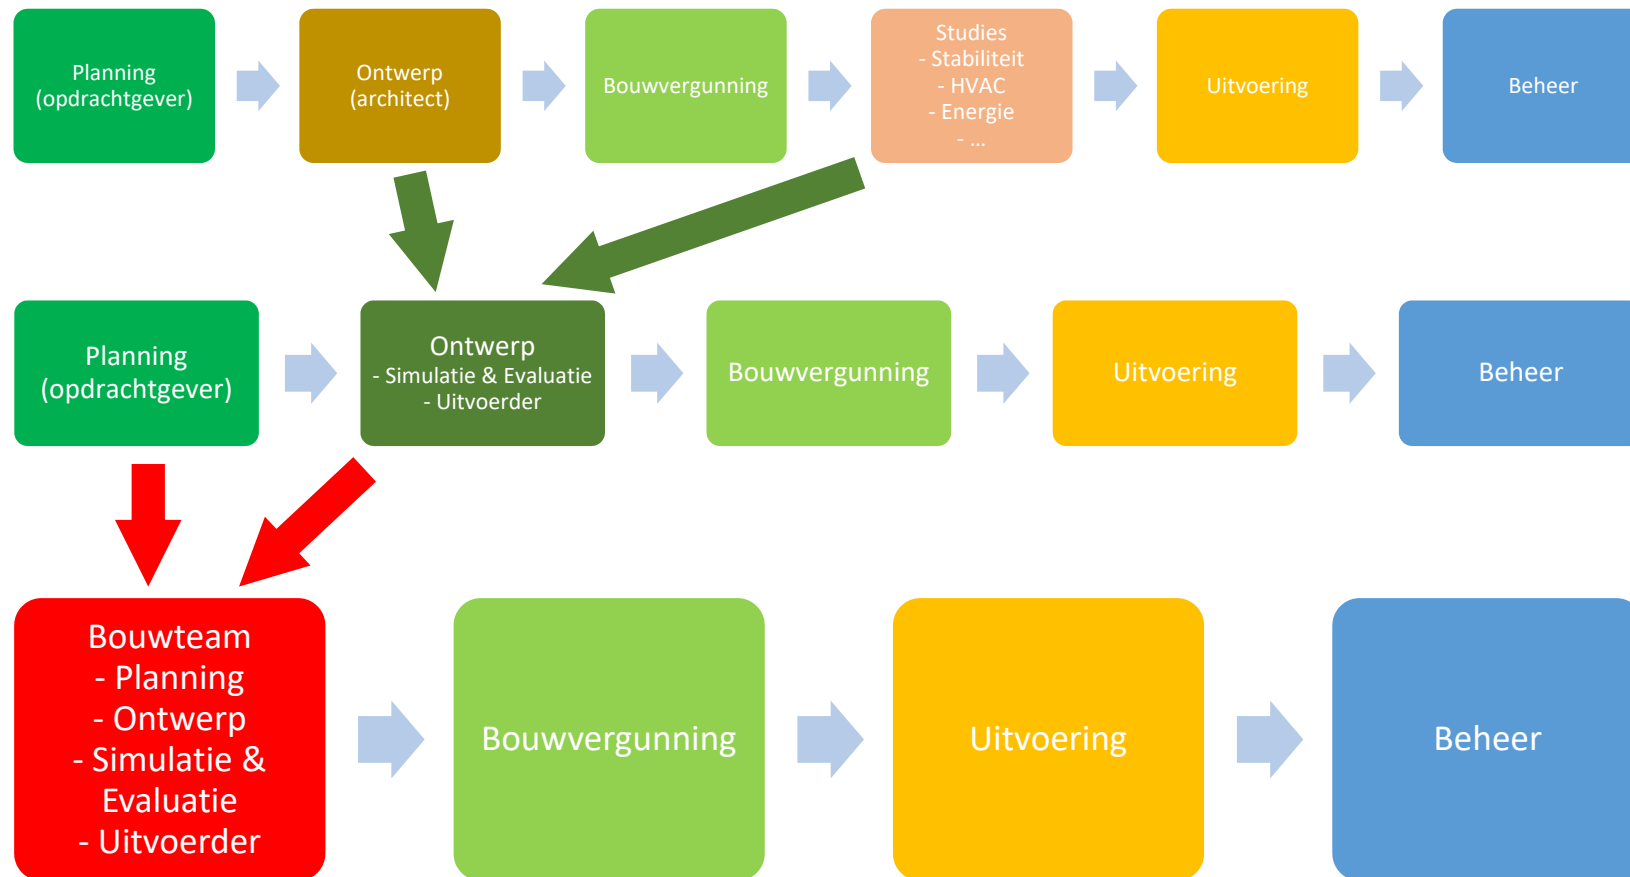 Planning
(opdrachtgever)
Ontwerp
(architect)
Bouwvergunning
Studies
- Stabiliteit
- HVAC
- Energie
- ...
Uitvoering
Beheer
Planning
(opdrachtgever)
Ontwerp
- Simulatie & Evaluatie
- Uitvoerder
Bouwvergunning
Uitvoering
Beheer
Bouwteam
- Planning
- Ontwerp
- Simulatie &
Evaluatie
- Uitvoerder
Bouwvergunning
Uitvoering
Beheer